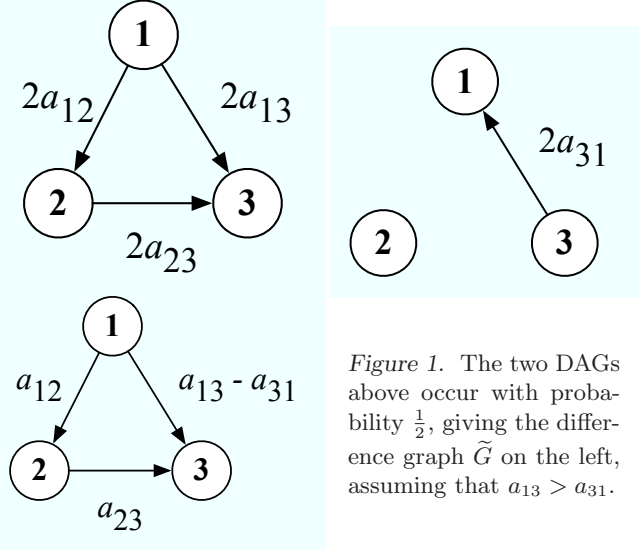 1
2a12
2a13
2
3
2a23
1
2a31
2
3
1
a12
a13 - a31
2
3
a23
Figure 1. The two DAGs
above occur with proba-
bility 1/2, giving the differ-
ence graph G̃ on the left,
assuming that a13 > a31.